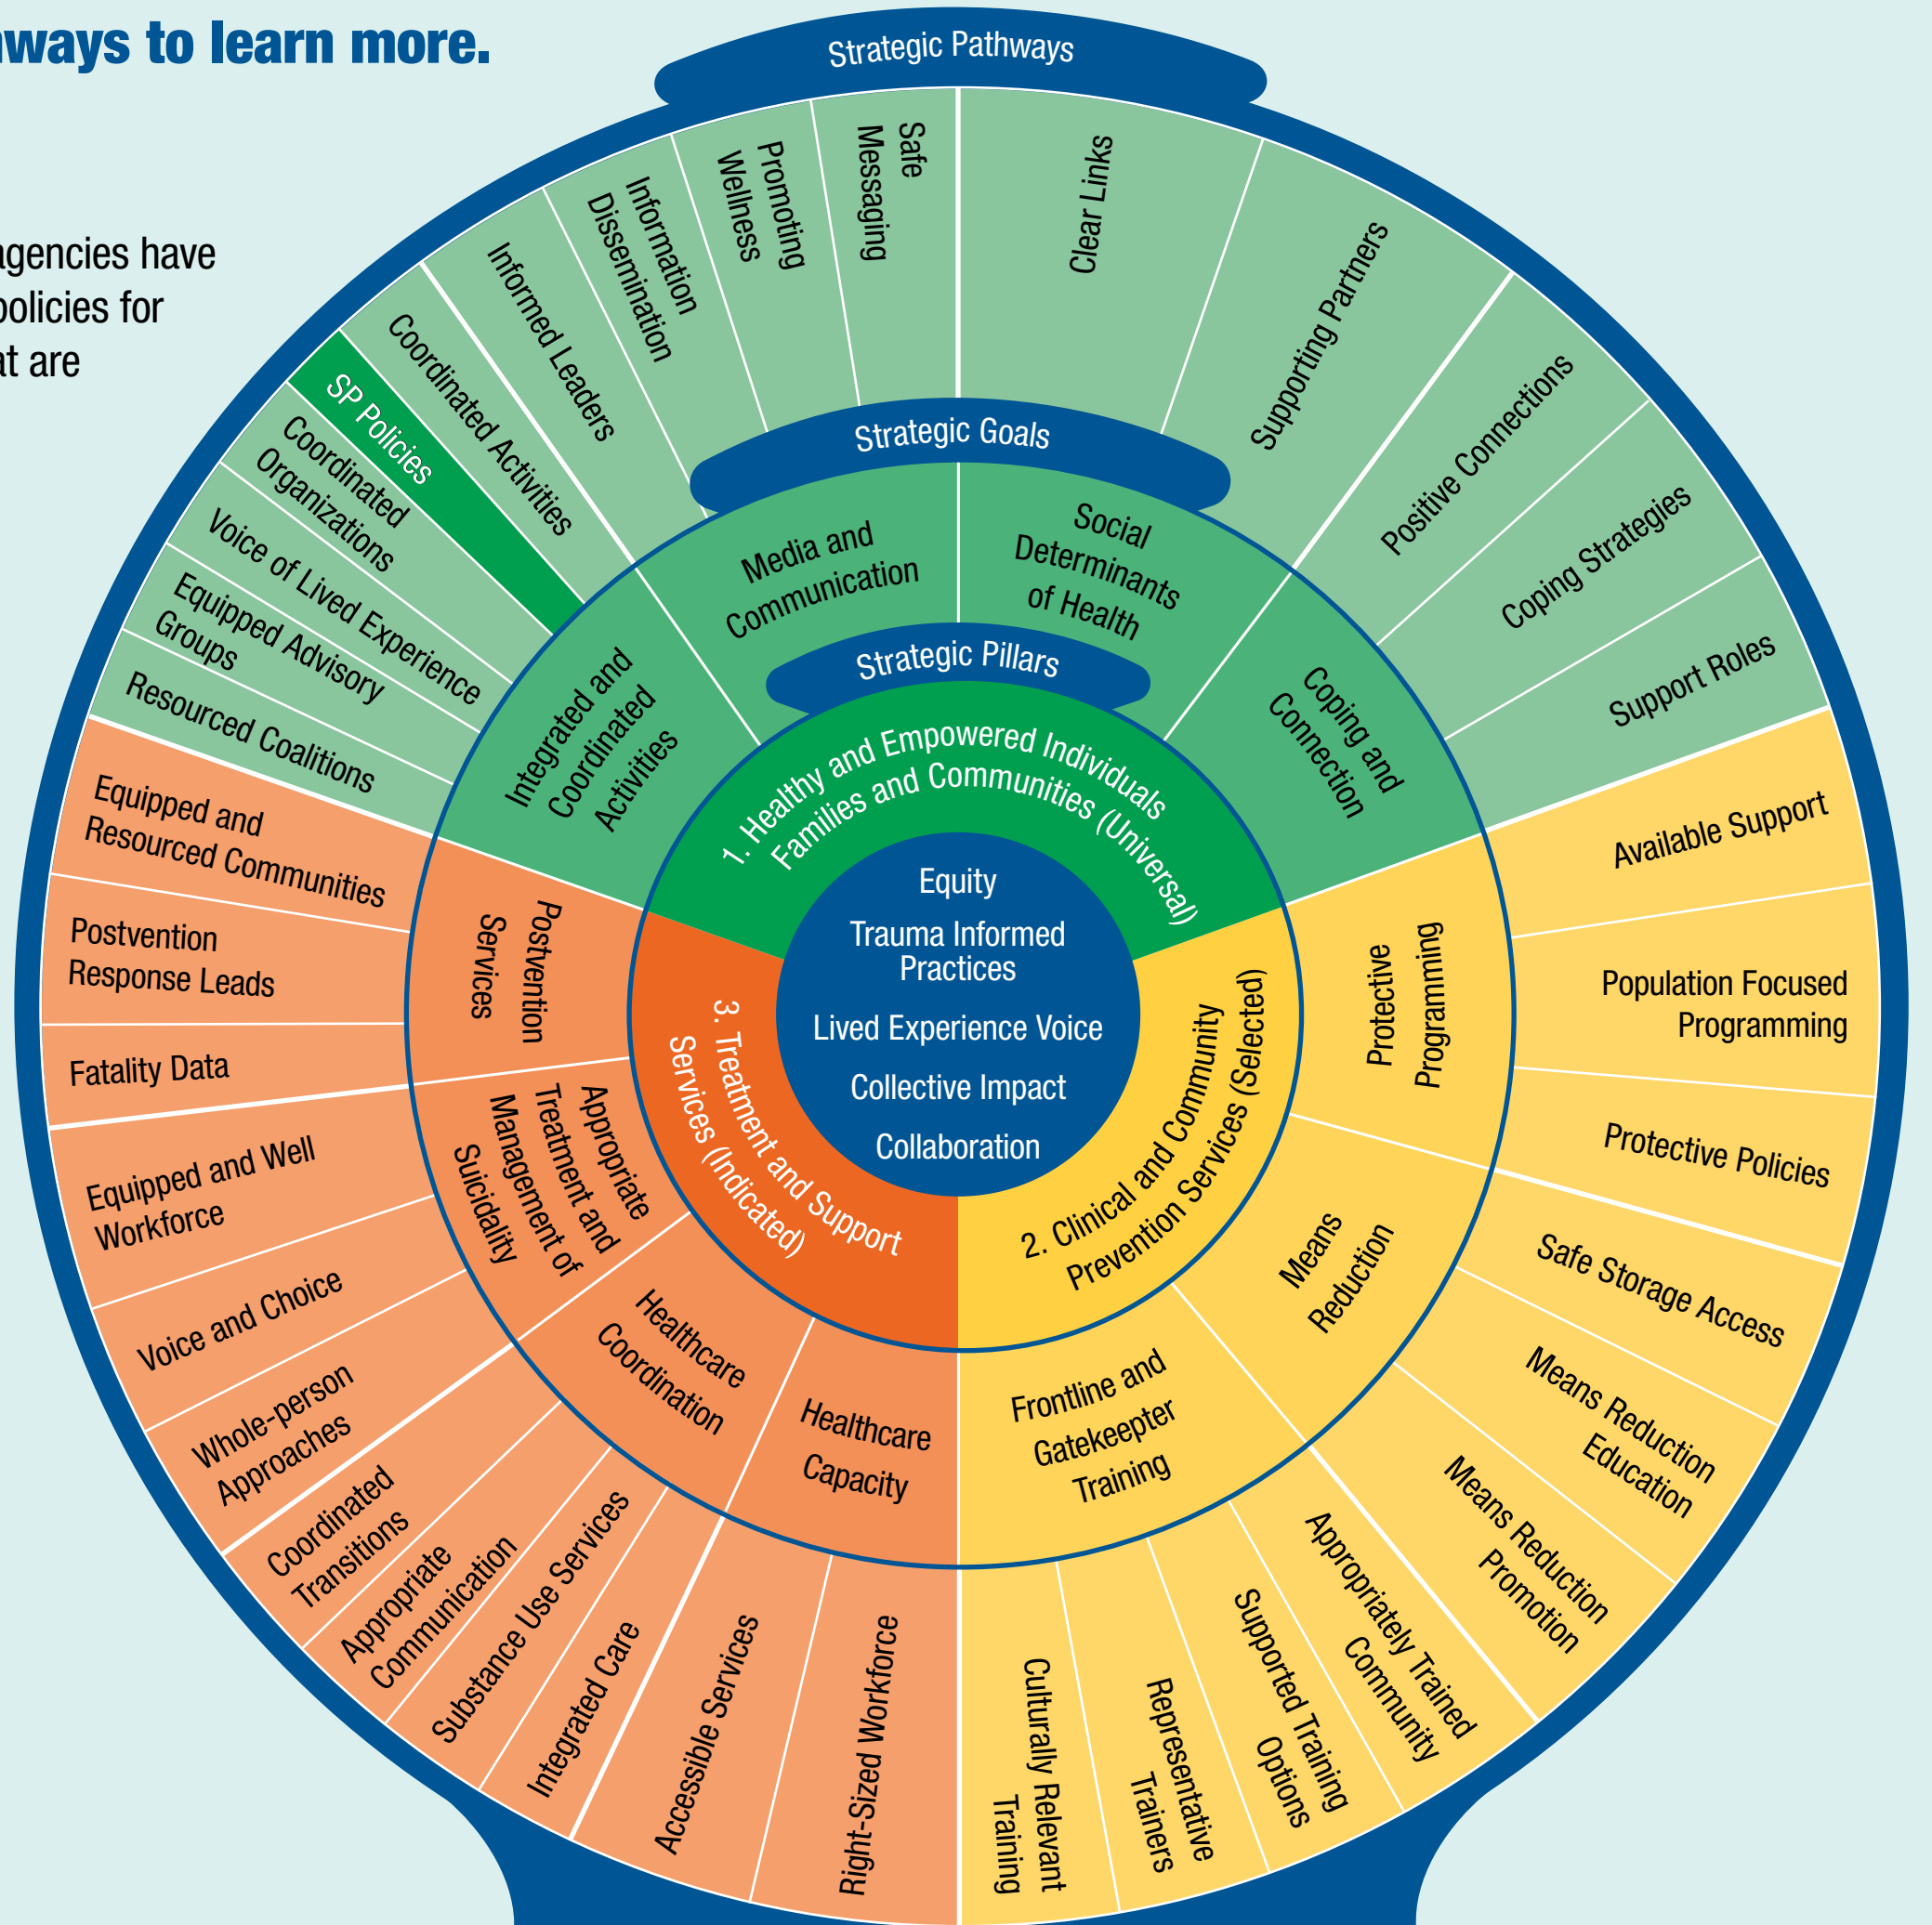 ways to learn more.
agencies have
policies for
at are
Strategic Pathways
Safe
Messaging
Promoting
Wellness
Information
Dissemination
Informed Leaders
Coordinated Activities
SP Policies
Coordinated
Organizations
Voice of Lived Experience
Equipped Advisory
Groups
Resourced Coalitions
Clear Links
Supporting Partners
Positive Connections
Coping Strategies
Support Roles
Available Support
Population Focused
Programming
Protective Policies
Safe Storage Access
Means Reduction
Education
Means Reduction
Promotion
Appropriately Trained
Community
Supported Training
Options
Representative
Trainers
Culturally Relevant
Training
Right-Sized Workforce
Accessible Services
Integrated Care
Substance Use Services
Appropriate
Communication
Coordinated
Transitions
Whole-person
Approaches
Voice and Choice
Equipped and Well
Workforce
Fatality Data
Postvention
Response Leads
Equipped and
Resourced Communities
Strategic Goals
Media and
Communication
Social
Determinants
of Health
Coping and
Connection
Integrated and
Coordinated
Activities
Protective
Programming
Means
Reduction
Frontline and
Gatekeeper
Training
Healthcare
Capacity
Healthcare
Coordination
Appropriate
Treatment and
Management of
Suicidality
Postvention
Services
Strategic Pillars
1. Healthy and Empowered Individuals
Families and Communities (Universal)
2. Clinical and Community
Prevention Services (Selected)
3. Treatment and Support
Services (Indicated)
Equity
Trauma Informed
Practices
Lived Experience Voice
Collective Impact
Collaboration